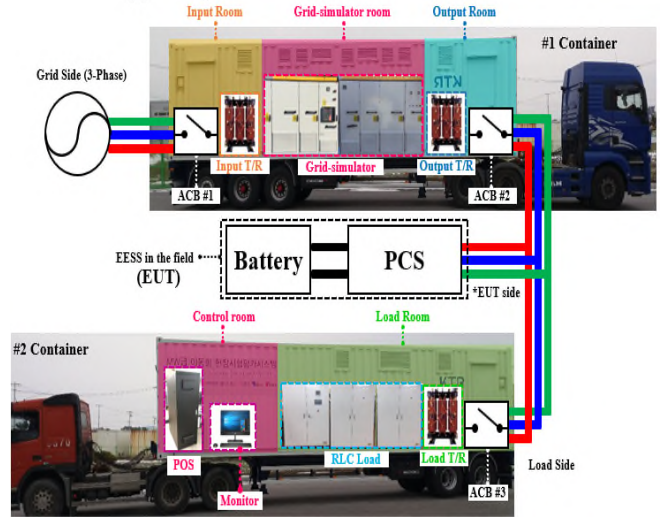 Input Room
Grid-simulator room
Output Room
#1 Container
Grid Side (3-Phase)
KTR
Input T/R
Grid-simulator
Output T/R
ACB #1
ACB #2
EESS in the field
(EUT)
Battery
PCS
*EUT side
Control room
Load Room
#2 Container
KTR
POS
Monitor
RLC Load
Load T/R
ACB #3
Load Side